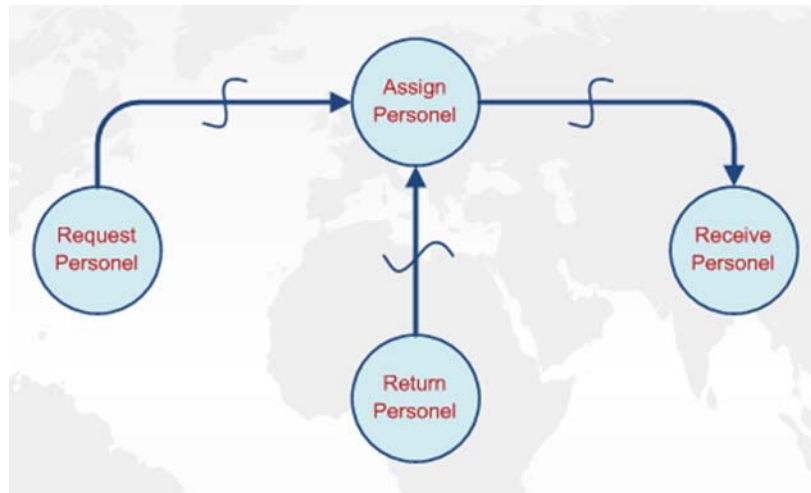 Assign
Personel
Request
Personel
Receive
Personel
Return
Personel